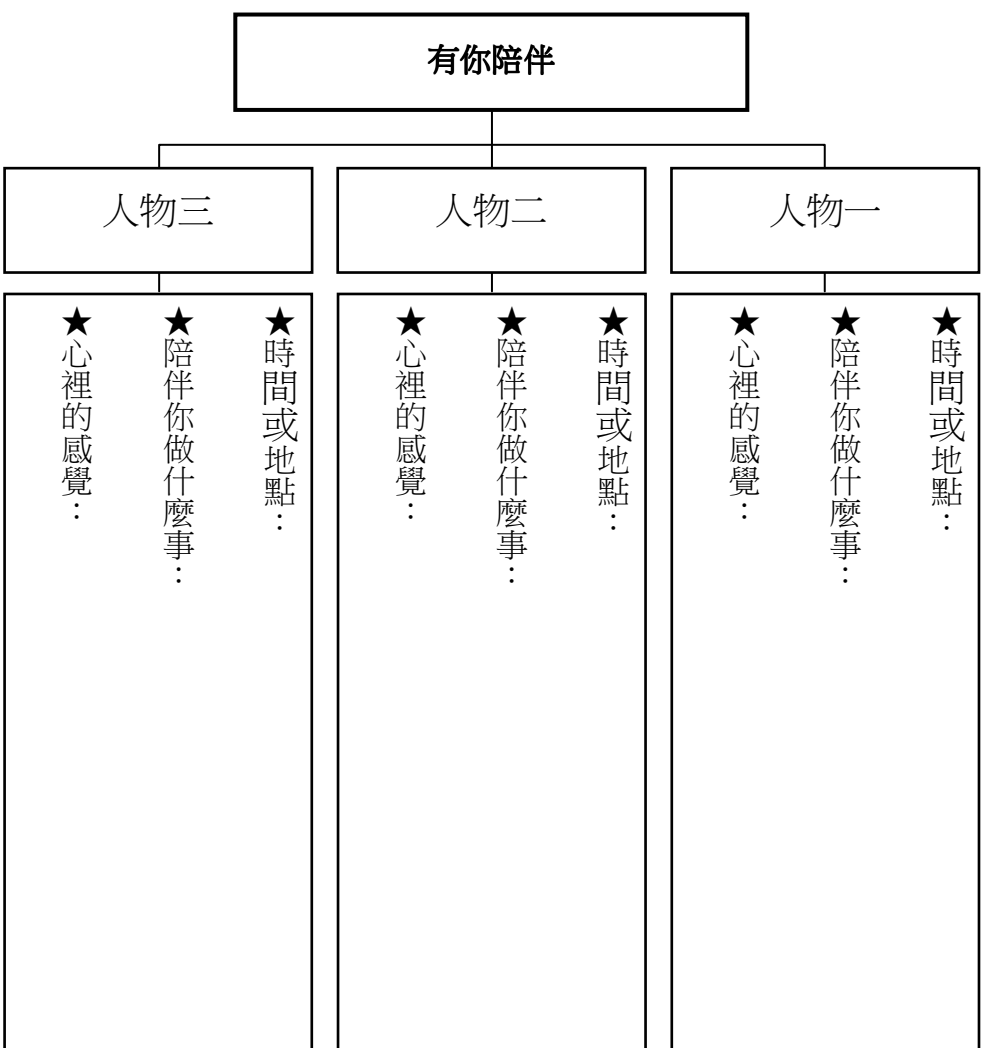 有你陪伴
人物一
★時間或地點：
★陪伴你做什麼事：
★心裡的感覺：
人物二
★時間或地點：
★陪伴你做什麼事：
★心裡的感覺：
人物三
★時間或地點：
★陪伴你做什麼事：
★心裡的感覺：